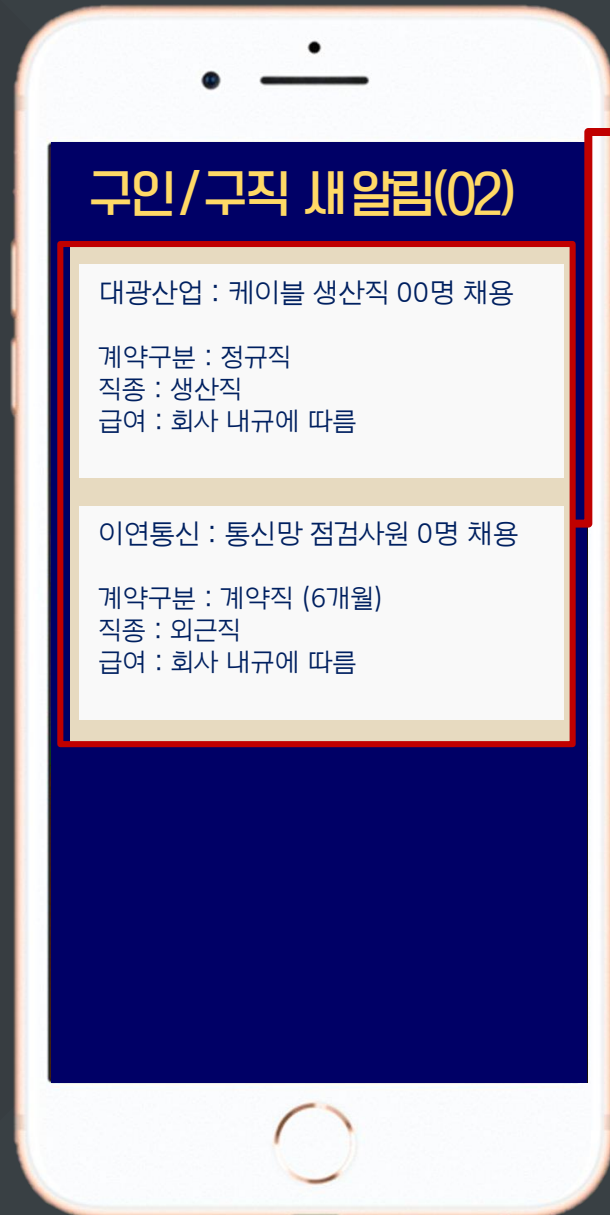 구인/구직 새알림(02)
대광산업 : 케이블 생산직 00명 채용
계약구분 : 정규직
직종 : 생산직
급여 : 회사 내규에 따름
이연통신 : 통신망 점검사원 0명 채용
계약구분 : 계약직 (6개월)
직종 : 외근직
급여 : 회사 내규에 따름